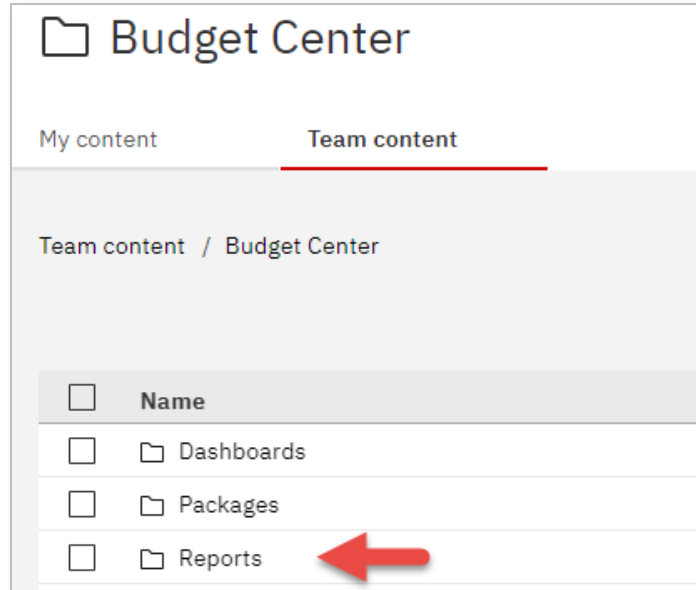 Budget Center
My content Team content
Team content / Budget Center
Name
Dashboards
Packages
Reports